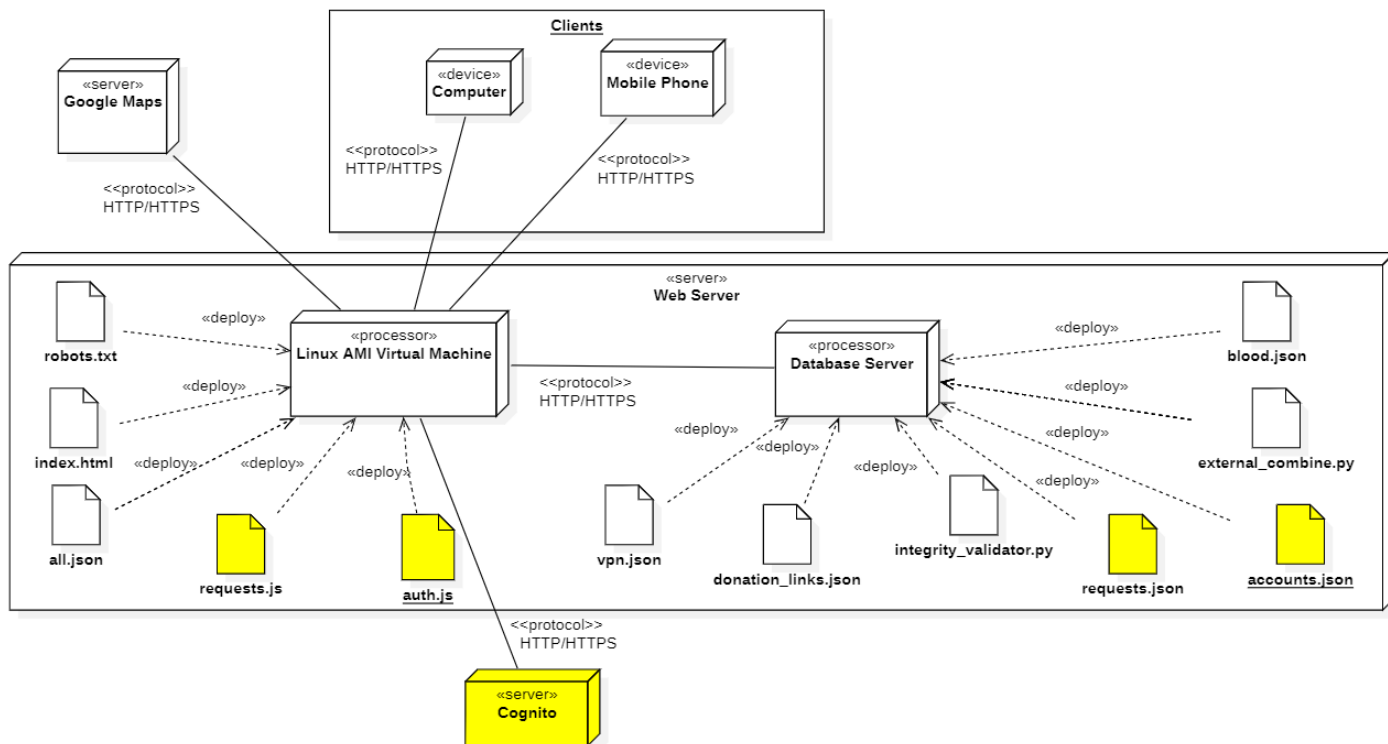 Clients
«server»
Google Maps
«device»
Computer
«device»
Mobile Phone
<<protocol>>
HTTP/HTTPS
<<protocol>>
HTTP/HTTPS
<<protocol>>
HTTP/HTTPS
«server»
Web Server
robots.txt
«deploy»
«processor»
Linux AMI Virtual Machine
«processor»
Database Server
«deploy»
blood.json
<<protocol>>
HTTP/HTTPS
index.html
«deploy»
«deploy»
external_combine.py
all.json
«deploy»
«deploy»
«deploy»
«deploy»
«deploy»
«deploy»
«deploy»
«deploy»
requests.js
auth.js
vpn.json
donation_links.json
integrity_validator.py
requests.json
accounts.json
<<protocol>>
HTTP/HTTPS
«server»
Cognito